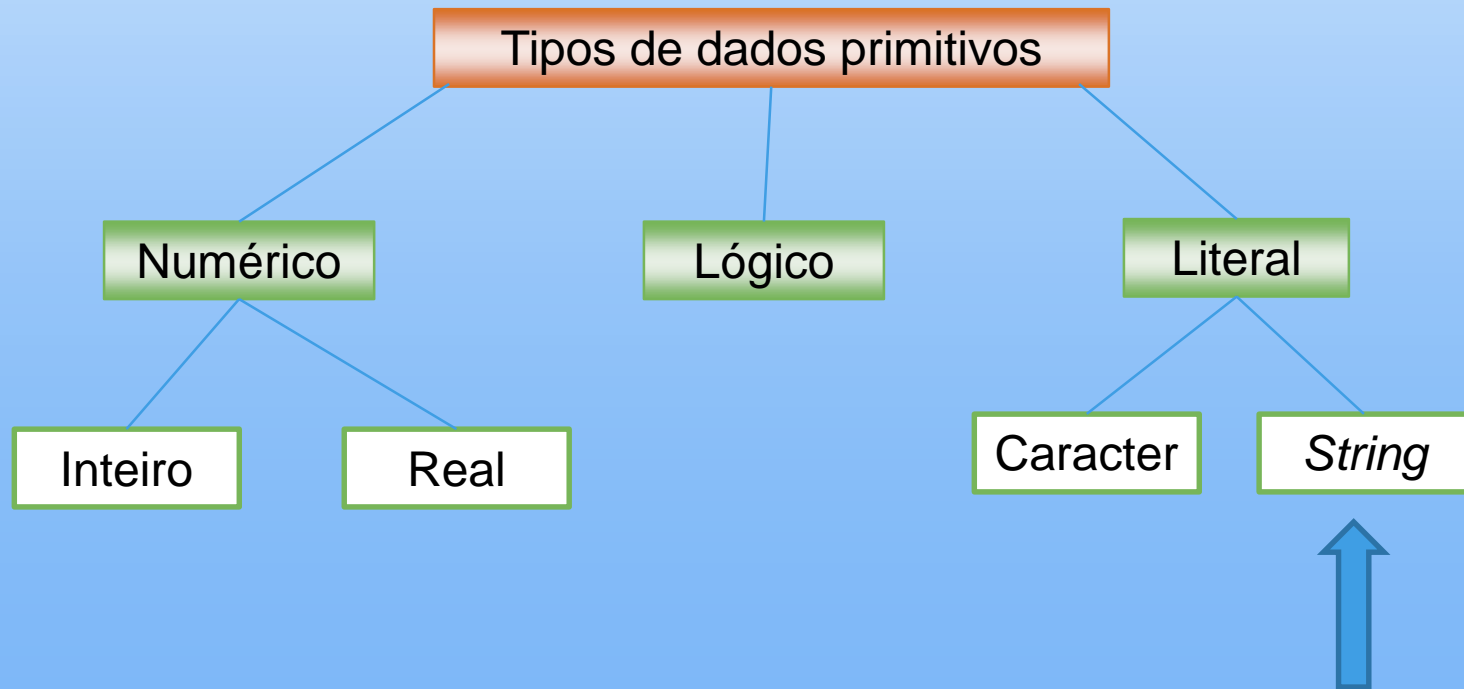 Tipos de dados primitivos
Numérico
Lógico
Literal
Inteiro
Real
Caracter
String